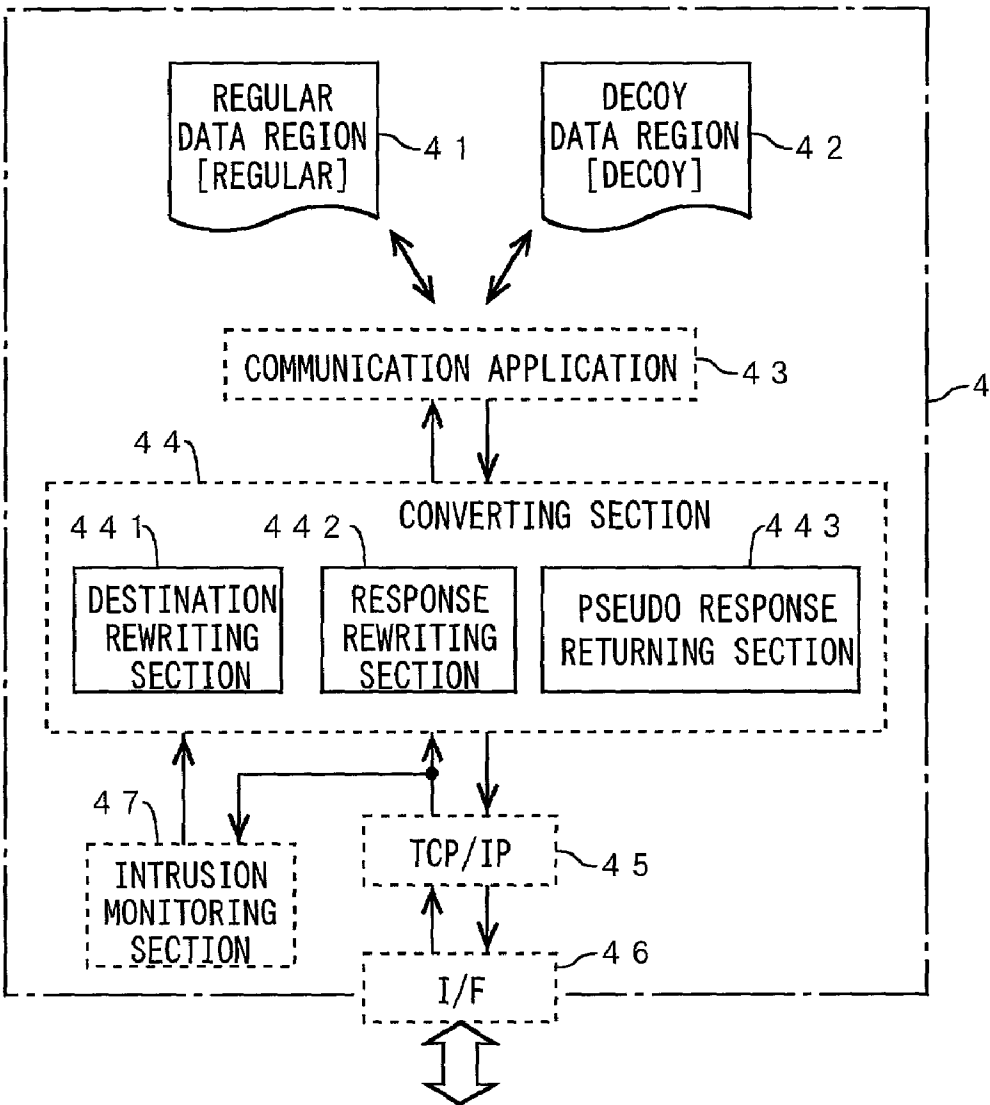 REGULAR
DATA REGION
[REGULAR]
41
DECOY
DATA REGION
[DECOY]
42
COMMUNICATION APPLICATION
43
4
44
CONVERTING SECTION
441
DESTINATION
REWRITING
SECTION
442
RESPONSE
REWRITING
SECTION
443
PSEUDO RESPONSE
RETURNING SECTION
47
INTRUSION
MONITORING
SECTION
TCP/IP
45
I/F
46